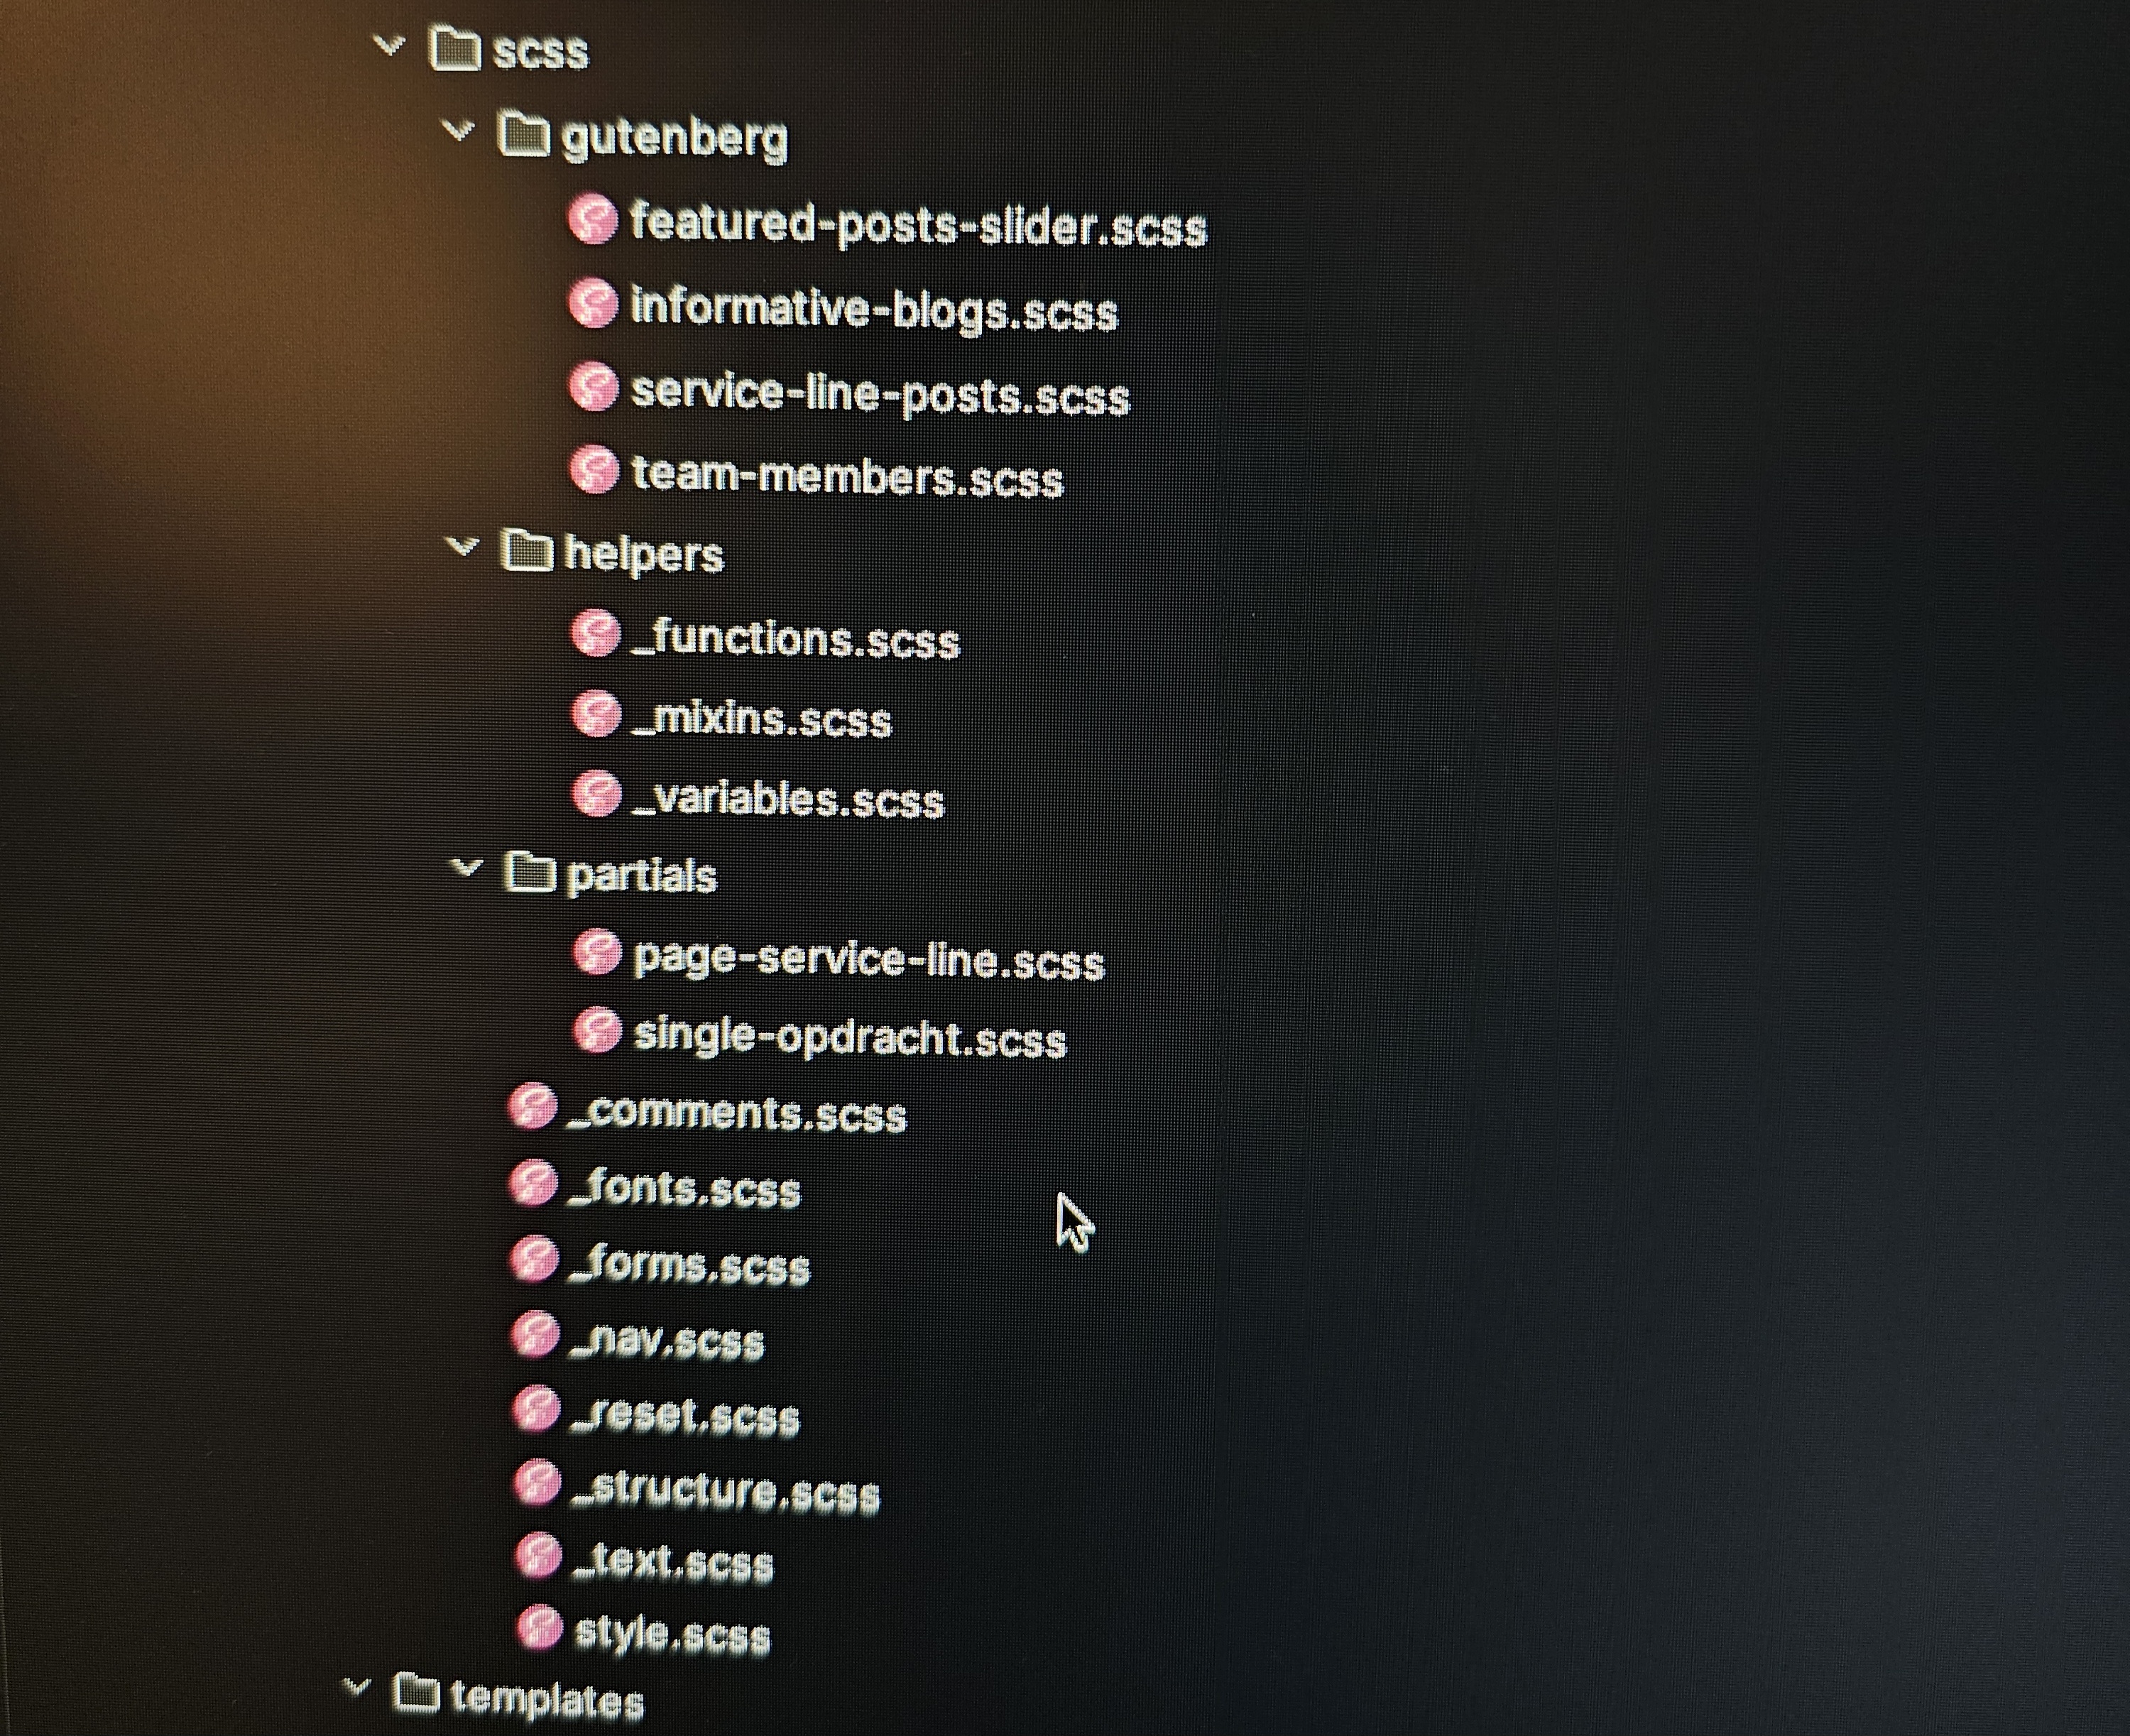 scss
gutenberg
featured-posts-slider.scss
informative-blogs.scss
service-line-posts.scss
team-members.scss
helpers
_functions.scss
_mixins.scss
_variables.scss
partials
page-service-line.scss
single-opdracht.scss
_comments.scss
_fonts.scss
_forms.scss
_nav.scss
_reset.scss
_structure.scss
_text.scss
style.scss
templates